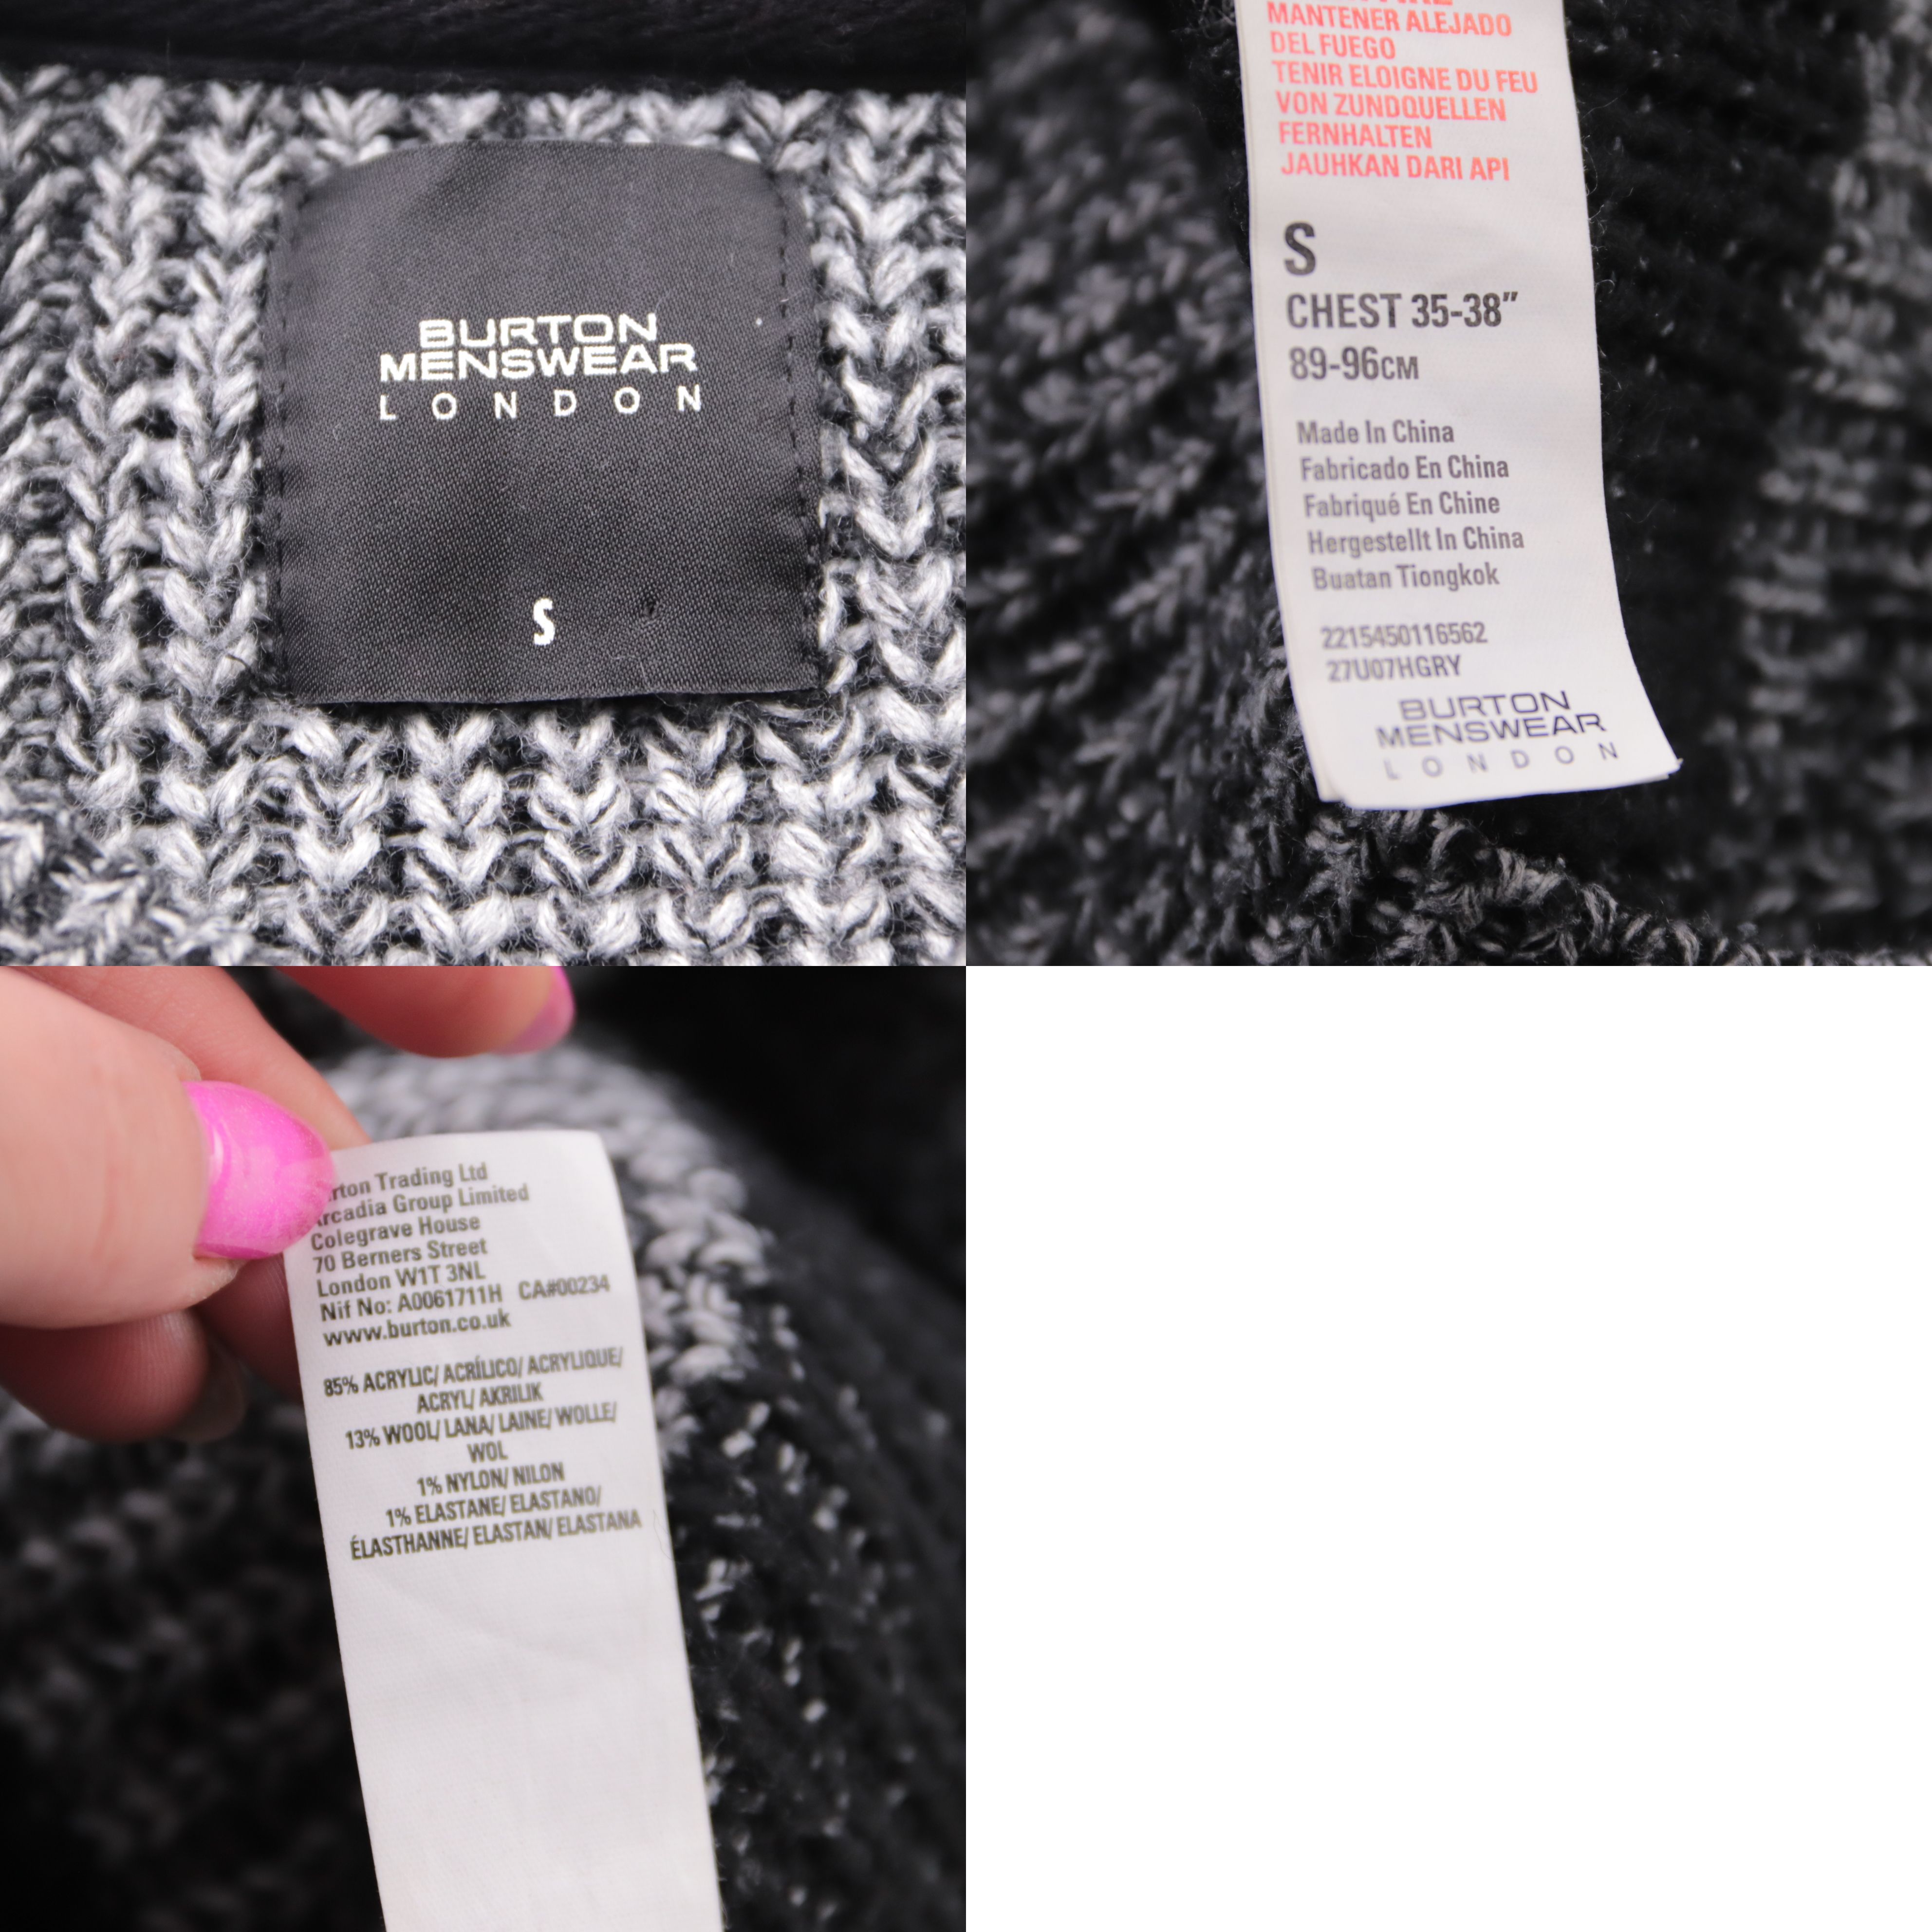 BURTON
MENSWEAR
LONDON
S
MANTENER ALEJADO
DEL FUEGO
TENIR ELOIGNE DU FEU
VON ZUNDQUELLEN
FERNHALTEN
JAUHKAN DARI API
S
CHEST 35-38"
89-96CM
Made In China
Fabricado En China
Fabriqué En Chine
Hergestellt In China
Buatan Tiongkok
2215450116562
27U07HGRY
BURTON
MENSWEAR
LONDON
Trading Ltd
Group Limited
Colegrave House
70 Berners Street
London W1T 3NL
Nif No: A0061711H CA#00234
www.burton.co.uk
85% ACRYLIC/ ACRÍLICO/ ACRYLIQUE/
ACRYL/ AKRILIK
13% WOOL/ LANA/ LAINE/ WOLLE/
WOL
1% NYLON/ NILON
1% ELASTANE/ ELASTANO/
ÉLASTHANNE/ ELASTAN/ ELASTANA